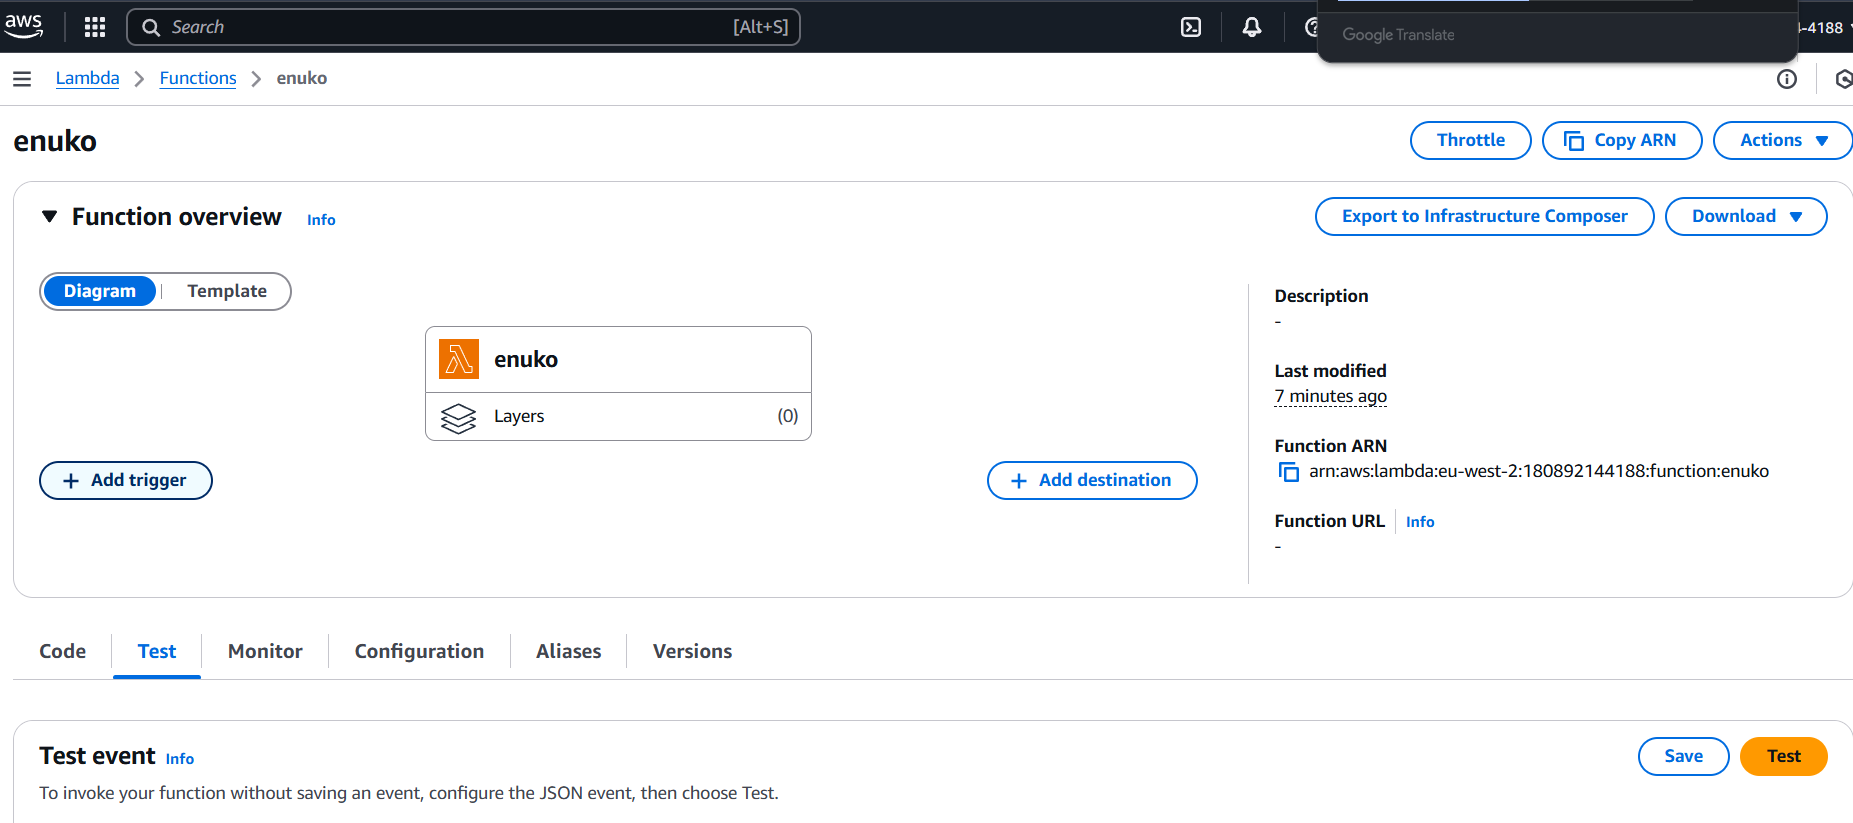 aws
Search [Alt+S]
Google Translate
-4188
Lambda
Functions
enuko
enuko
Throttle
Copy ARN
Actions
Function overview
Info
Export to Infrastructure Composer
Download
Diagram
Template
enuko
Layers (0)
Add trigger
Add destination
Description
-
Last modified
7 minutes ago
Function ARN
arn:aws:lambda:eu-west-2:180892144188:function:enuko
Function URL
Info
-
Code
Test
Monitor
Configuration
Aliases
Versions
Test event
Info
Save
Test
To invoke your function without saving an event, configure the JSON event, then choose Test.